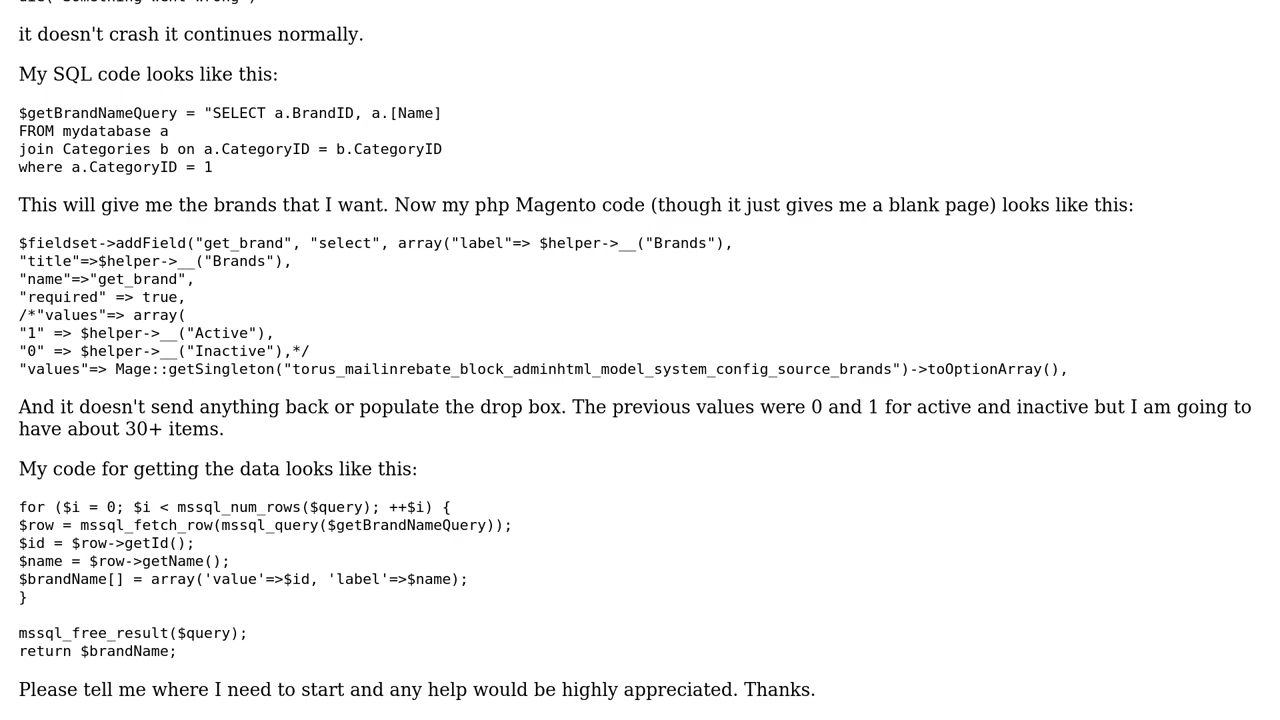 it doesn't crash it continues normally.
My SQL code looks like this:
$getBrandNameQuery = "SELECT a.BrandID, a.[Name]
FROM mydatabase a
join Categories b on a.CategoryID = b.CategoryID
where a.CategoryID = 1
This will give me the brands that I want. Now my php Magento code (though it just gives me a blank page) looks like this:
$fieldset->addField("get_brand", "select", array("label"=> $helper->__("Brands"),
"title"=>$helper->__("Brands"),
"name"=>"get_brand",
"required" => true,
/*"values"=> array(
"1" => $helper->__("Active"),
"0" => $helper->__("Inactive"),*/
"values"=> Mage::getSingleton("torus_mailinrebate_block_adminhtml_model_system_config_source_brands")->toOptionArray(),
And it doesn't send anything back or populate the drop box. The previous values were 0 and 1 for active and inactive but I am going to
have about 30+ items.
My code for getting the data looks like this:
for ($i = 0; $i < mssql_num_rows($query); ++$i) {
$row = mssql_fetch_row(mssql_query($getBrandNameQuery));
$id = $row->getId();
$name = $row->getName();
$brandName[] = array('value'=>$id, 'label'=>$name);
}
mssql_free_result($query);
return $brandName;
Please tell me where I need to start and any help would be highly appreciated. Thanks.